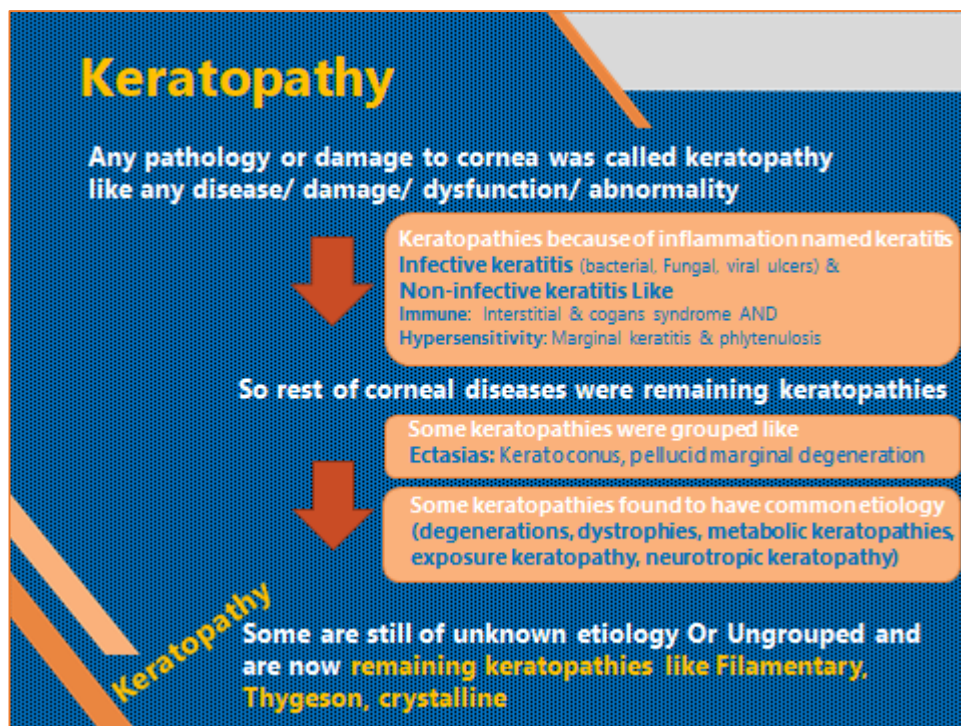 Keratopathy
Any pathology or damage to cornea was called keratopathy
like any disease/ damage/ dysfunction/ abnormality
Keratopathies because of inflammation named keratitis
Infective keratitis (bacterial, Fungal, viral ulcers) &
Non-infective keratitis Like
Immune: Interstitial & cogans syndrome AND
Hypersensitivity: Marginal keratitis & phlytenulosis
So rest of corneal diseases were remaining keratopathies
Some keratopathies were grouped like
Ectasias: Keratoconus, pellucid marginal degeneration
Some keratopathies found to have common etiology
(degenerations, dystrophies, metabolic keratopathies,
exposure keratopathy, neurotropic keratopathy)
Keratopathy
Some are still of unknown etiology Or Ungrouped and
are now remaining keratopathies like Filamentary,
Thygeson, crystalline